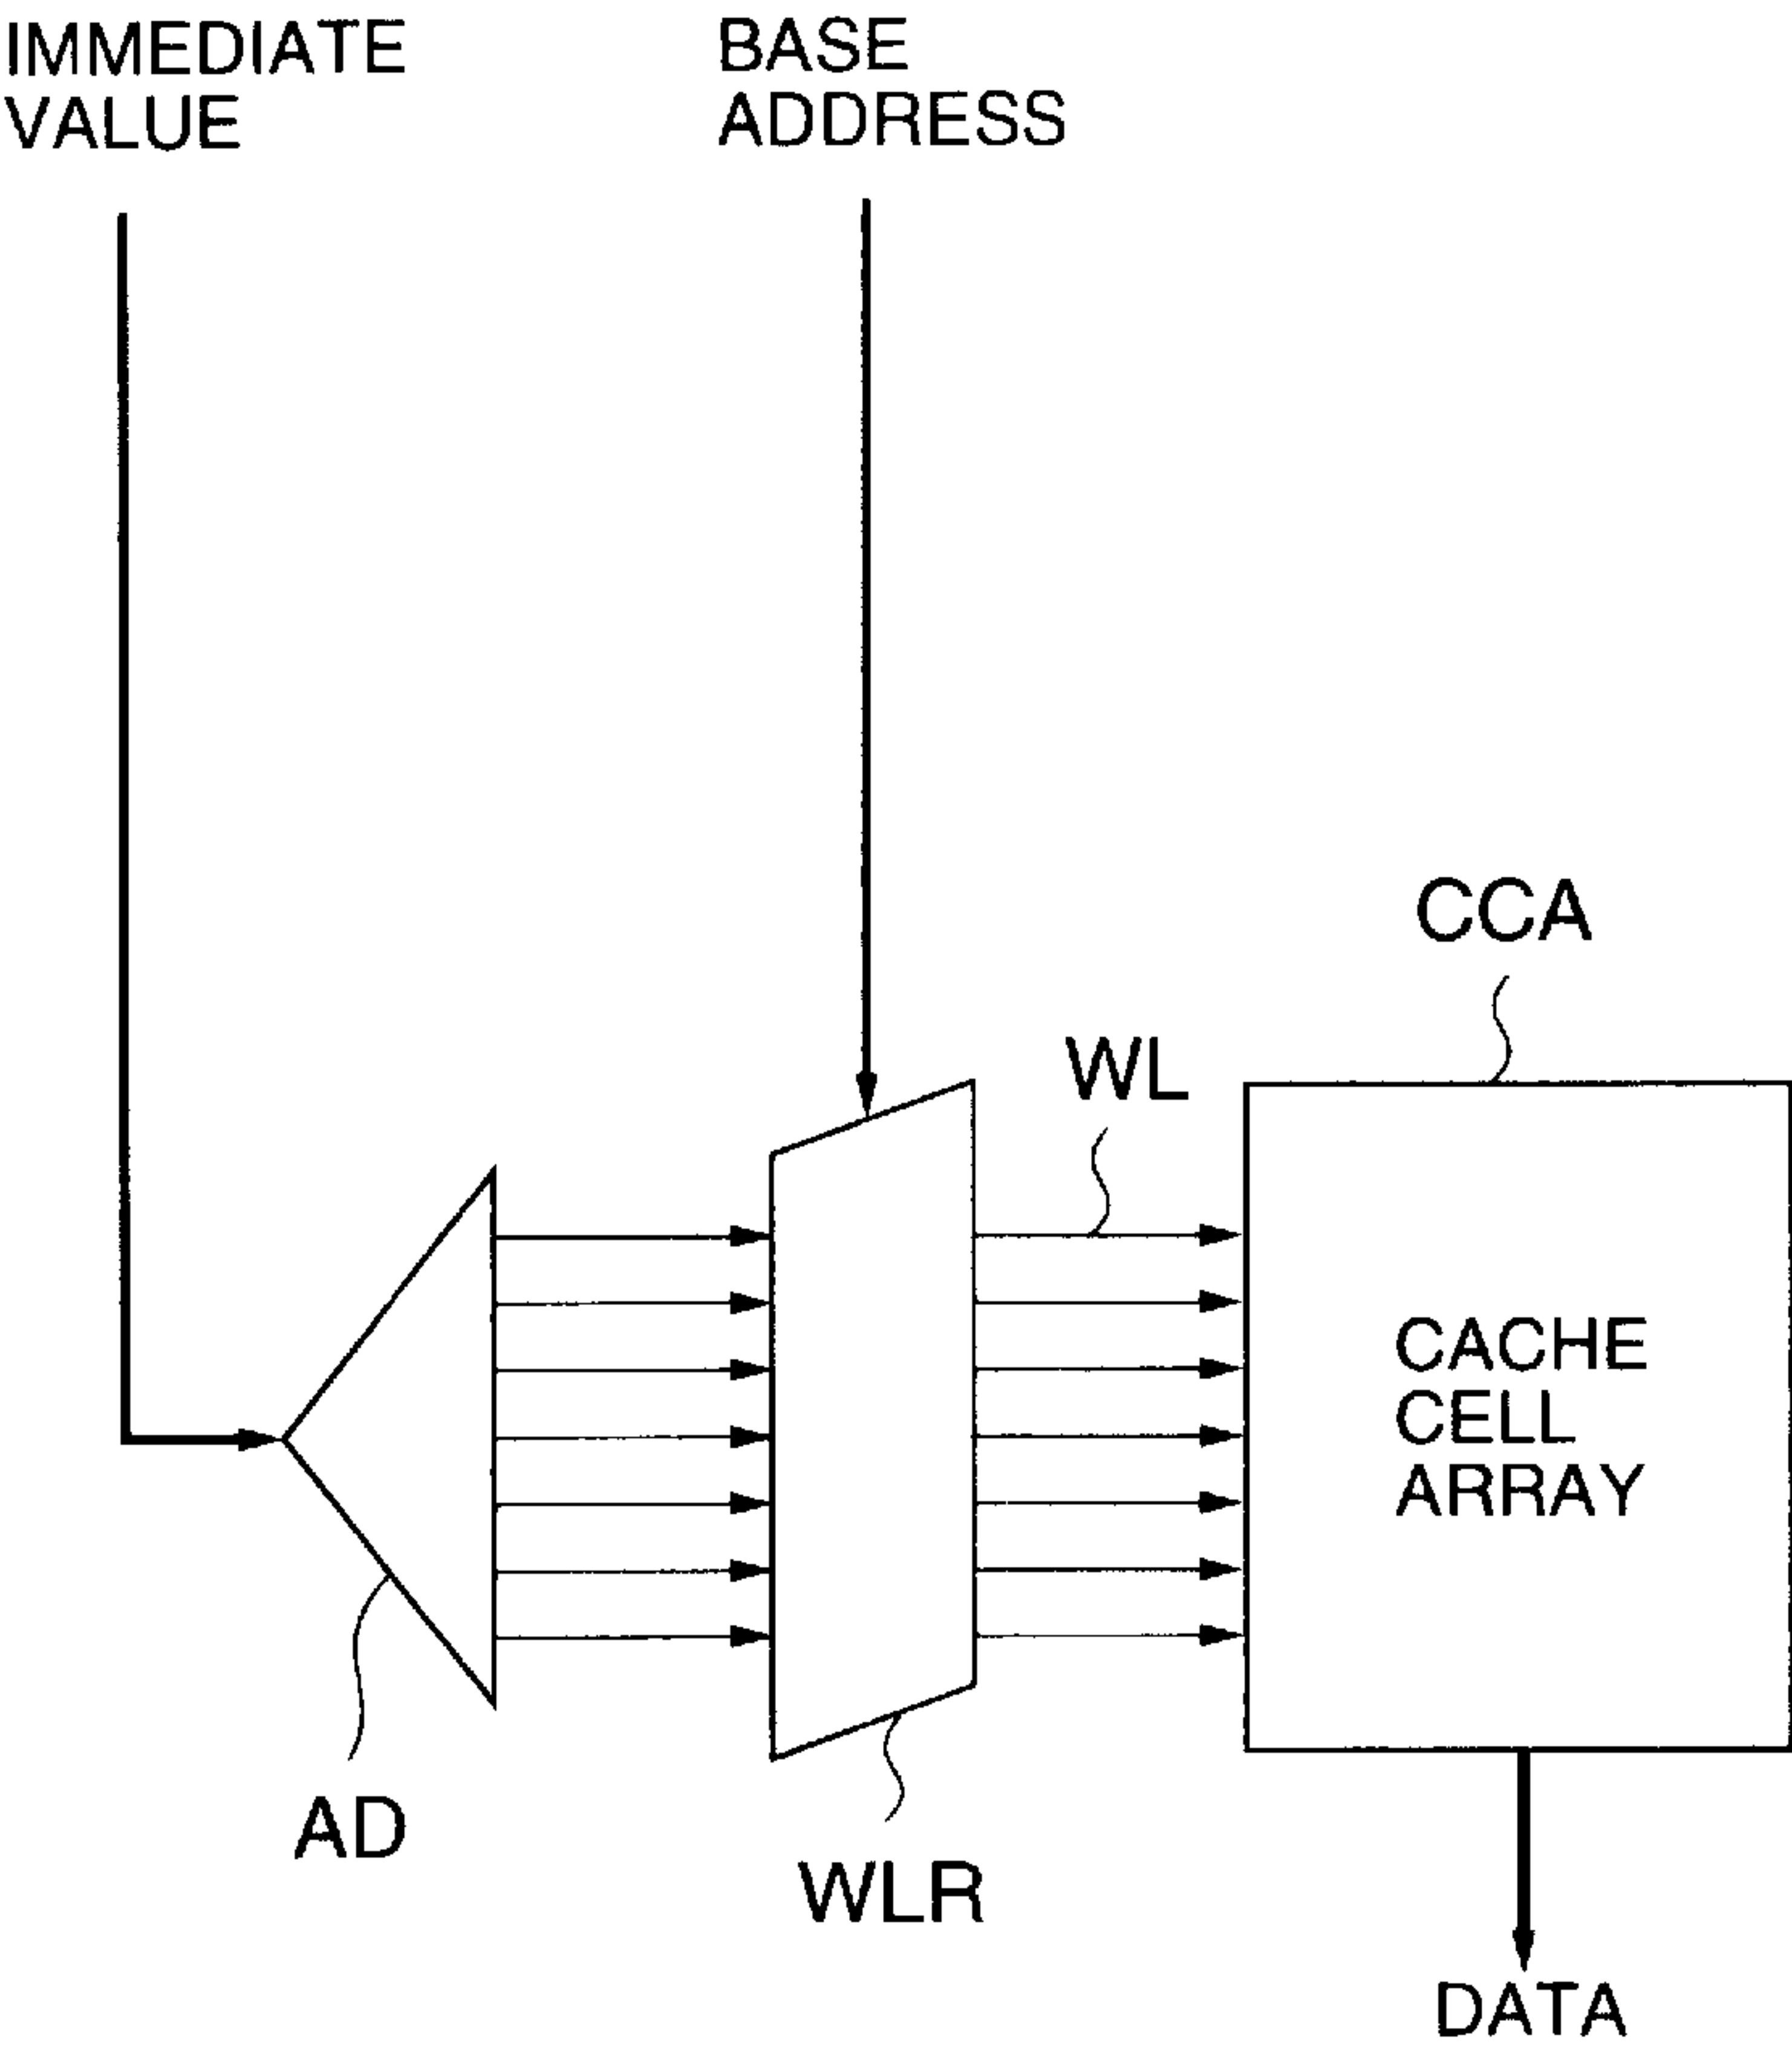 IMMEDIATE
VALUE
BASE
ADDRESS
CCA
WL
CACHE
CELL
ARRAY
AD
WLR
DATA